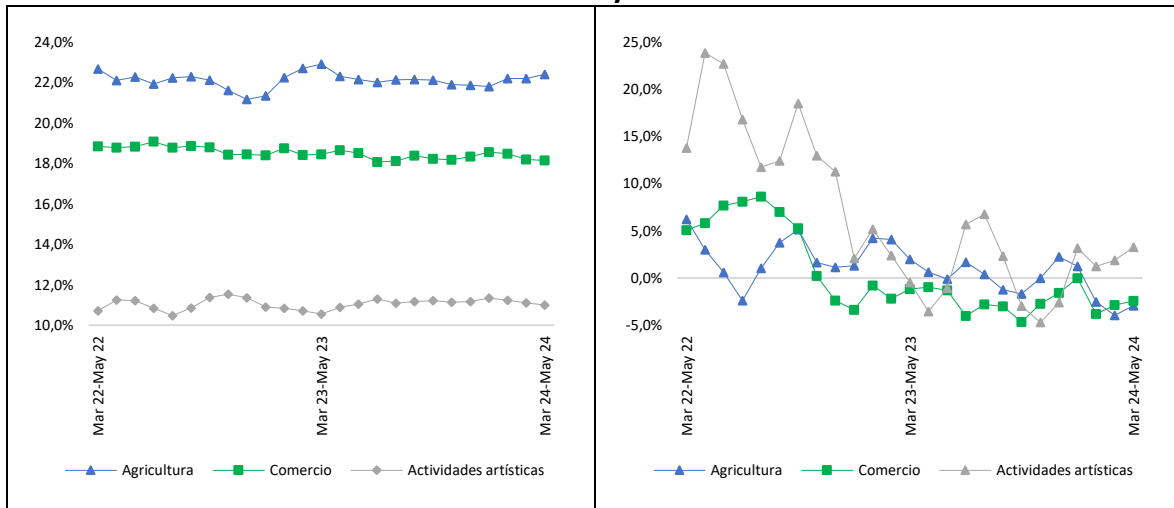 24,0%
22,0%
20,0%
18,0%
16,0%
14,0%
12,0%
10,0%
Mar 22-May 22
Mar 23-May 23
Mar 24-May 24
Agricultura
Comercio
Actividades artísticas
25,0%
20,0%
15,0%
10,0%
5,0%
0,0%
-5,0%
Mar 22-May 22
Mar 23-May 23
Mar 24-May 24
Agricultura
Comercio
Actividades artísticas